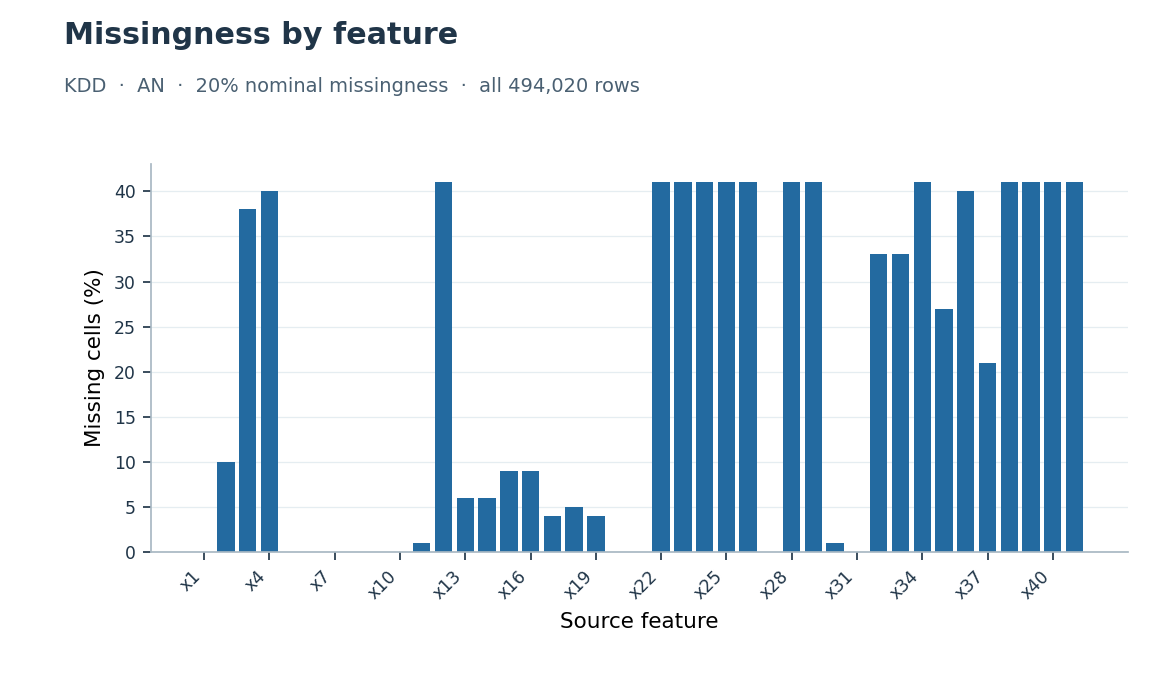 Missingness by feature
KDD · AN · 20% nominal missingness · all 494,020 rows
Missing cells (%)
40
35
30
25
20
15
10
5
0
x1 x4 x7 x10 x13 x16 x19 x22 x25 x28 x31 x34 x37 x40
Source feature